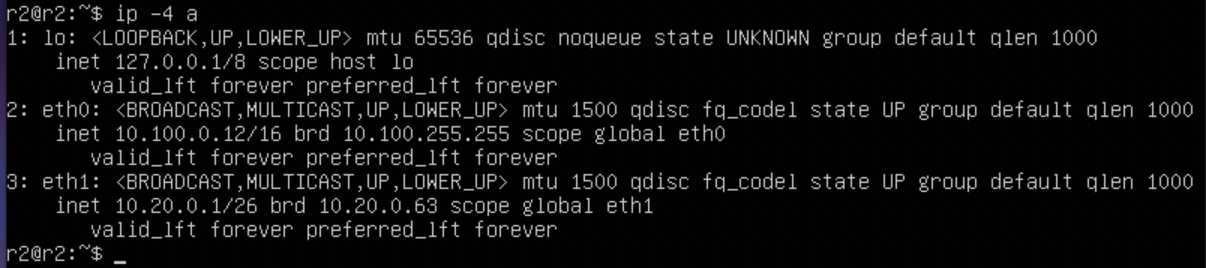 r2@r2:~$ ip -4 a
1: lo: <LOOPBACK,UP,LOWER_UP> mtu 65536 qdisc noqueue state UNKNOWN group default qlen 1000
    inet 127.0.0.1/8 scope host lo
       valid_lft forever preferred_lft forever
2: eth0: <BROADCAST,MULTICAST,UP,LOWER_UP> mtu 1500 qdisc fq_codel state UP group default qlen 1000
    inet 10.100.0.12/16 brd 10.100.255.255 scope global eth0
       valid_lft forever preferred_lft forever
3: eth1: <BROADCAST,MULTICAST,UP,LOWER_UP> mtu 1500 qdisc fq_codel state UP group default qlen 1000
    inet 10.20.0.1/26 brd 10.20.0.63 scope global eth1
       valid_lft forever preferred_lft forever
r2@r2:~$ _